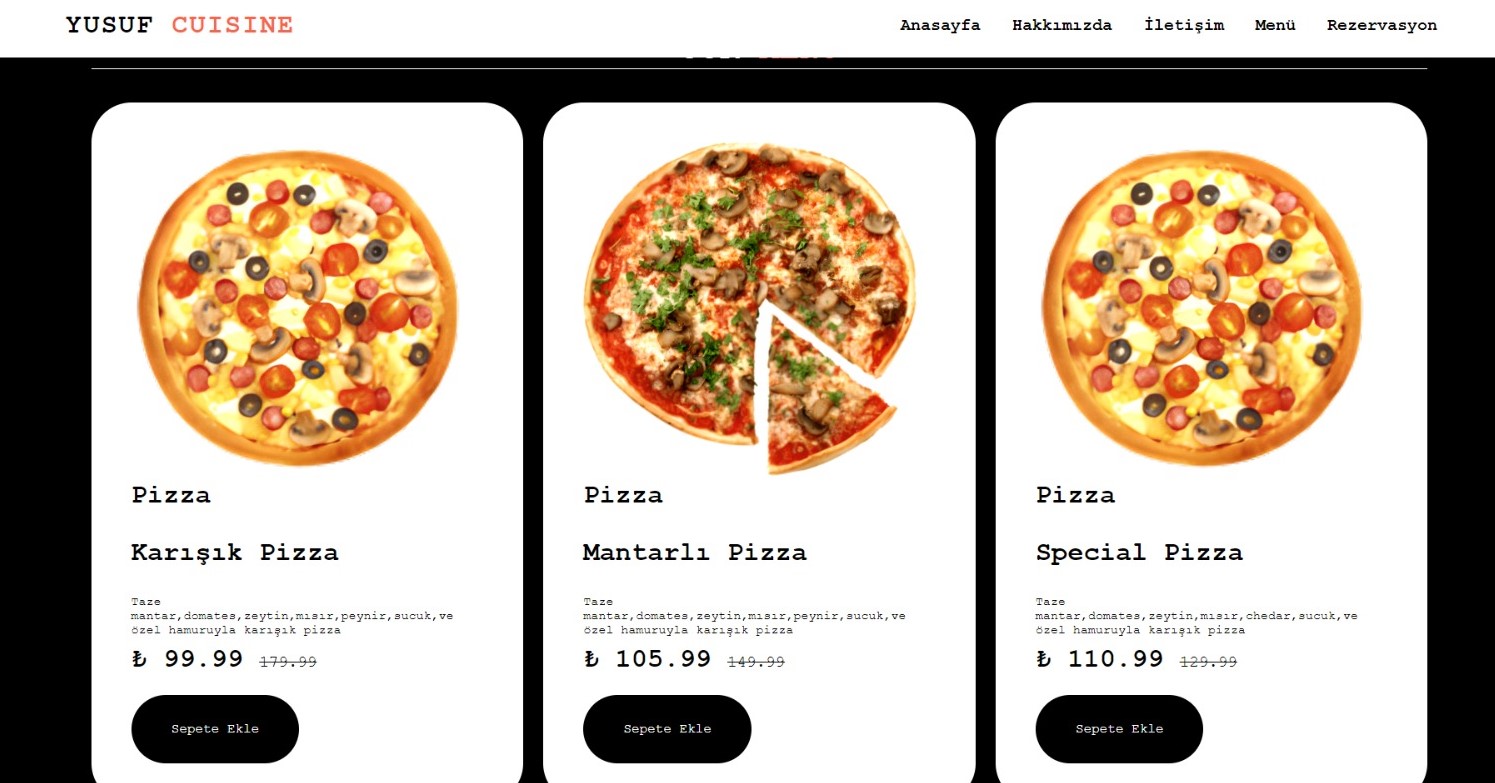 YUSUF CUISINE
Anasayfa Hakkımızda İletişim Menü Rezervasyon
Pizza
Karışık Pizza
Taze
mantar,domates,zeytin,mısır,peynir,sucuk,ve
özel hamuruyla karışık pizza
₺ 99.99 179.99
Sepete Ekle
Pizza
Mantarlı Pizza
Taze
mantar,domates,zeytin,mısır,peynir,sucuk,ve
özel hamuruyla karışık pizza
₺ 105.99 149.99
Sepete Ekle
Pizza
Special Pizza
Taze
mantar,domates,zeytin,mısır,chedar,sucuk,ve
özel hamuruyla karışık pizza
₺ 110.99 129.99
Sepete Ekle